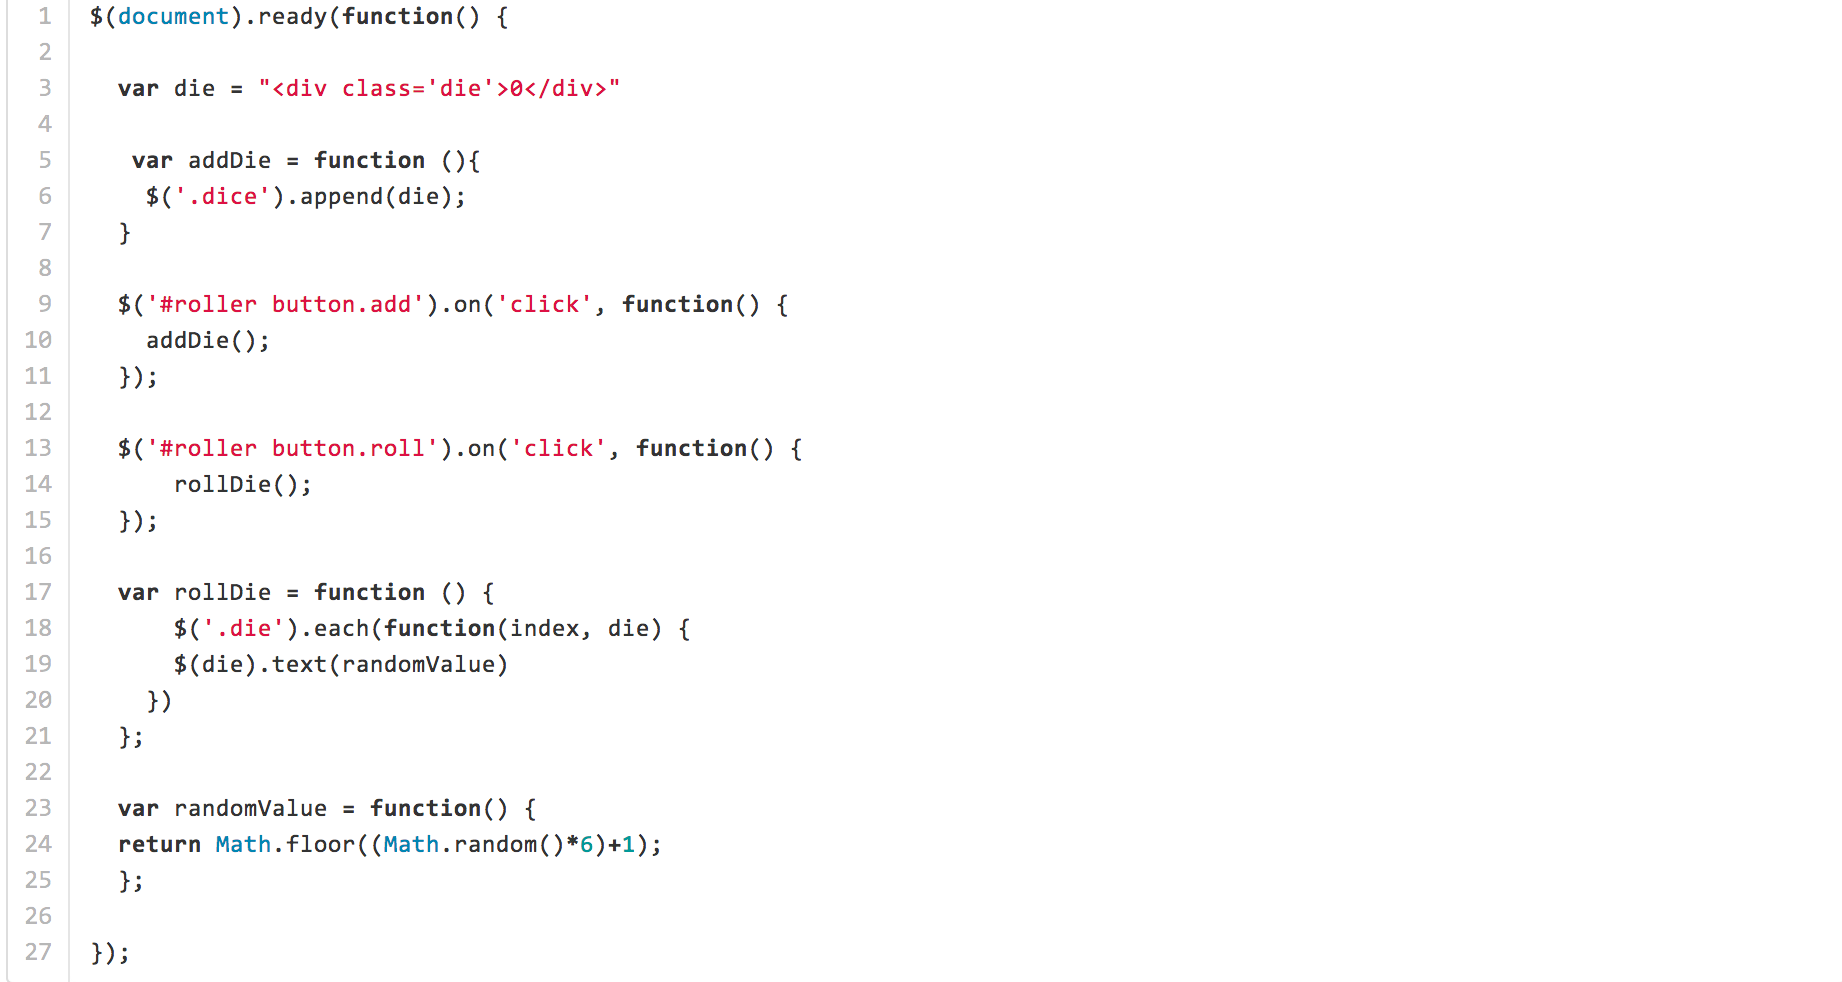 1 $(document).ready(function() {
2
3   var die = "<div class='die'>0</div>"
4
5    var addDie = function (){
6     $('.dice').append(die);
7   }
8
9   $('#roller button.add').on('click', function() {
10     addDie();
11   });
12
13   $('#roller button.roll').on('click', function() {
14       rollDie();
15   });
16
17   var rollDie = function () {
18       $('.die').each(function(index, die) {
19       $(die).text(randomValue)
20     })
21   };
22
23   var randomValue = function() {
24   return Math.floor((Math.random()*6)+1);
25   };
26
27 });